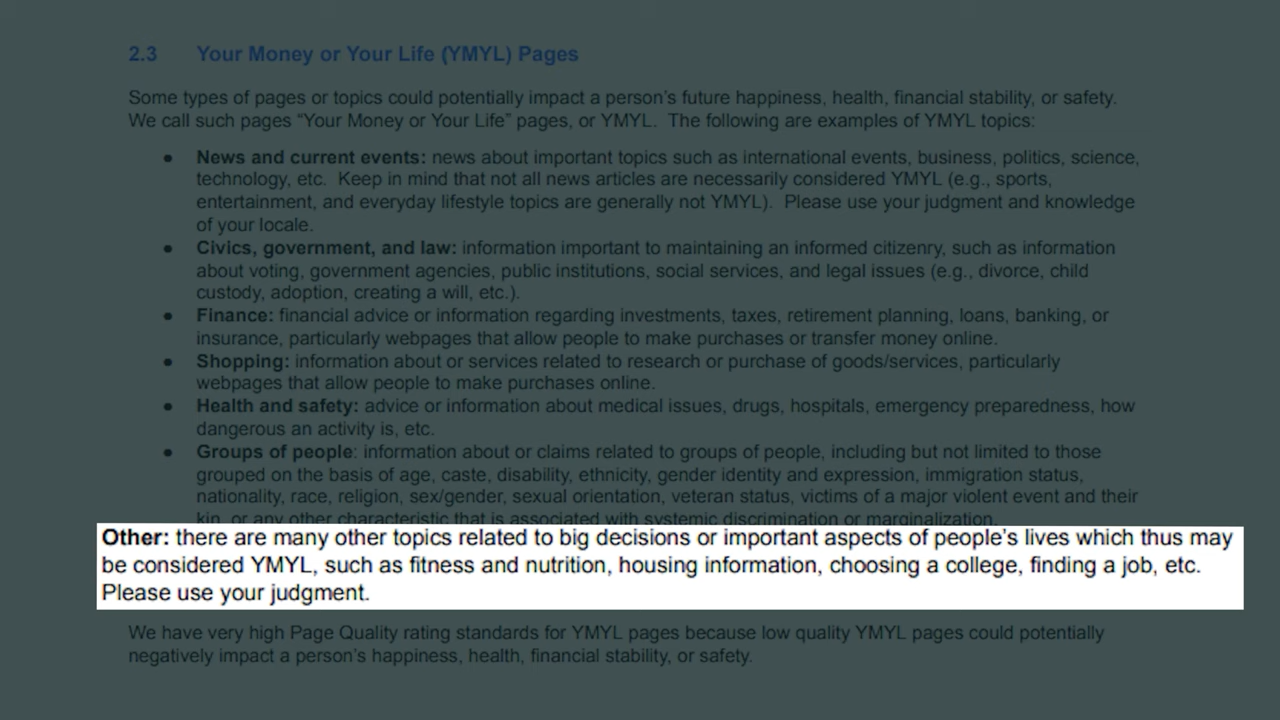 2.3 Your Money or Your Life (YMYL) Pages
Some types of pages or topics could potentially impact a person's future happiness, health, financial stability, or safety.
We call such pages “Your Money or Your Life” pages, or YMYL. The following are examples of YMYL topics:
● News and current events: news about important topics such as international events, business, politics, science,
technology, etc. Keep in mind that not all news articles are necessarily considered YMYL (e.g., sports,
entertainment, and everyday lifestyle topics are generally not YMYL). Please use your judgment and knowledge
of your locale.
● Civics, government, and law: information important to maintaining an informed citizenry, such as information
about voting, government agencies, public institutions, social services, and legal issues (e.g., divorce, child
custody, adoption, creating a will, etc.).
● Finance: financial advice or information regarding investments, taxes, retirement planning, loans, banking, or
insurance, particularly webpages that allow people to make purchases or transfer money online.
● Shopping: information about or services related to research or purchase of goods/services, particularly
webpages that allow people to make purchases online.
● Health and safety: advice or information about medical issues, drugs, hospitals, emergency preparedness, how
dangerous an activity is, etc.
● Groups of people: information about or claims related to groups of people, including but not limited to those
grouped on the basis of age, caste, disability, ethnicity, gender identity and expression, immigration status,
nationality, race, religion, sex/gender, sexual orientation, veteran status, victims of a major violent event and their
kin, or any other characteristic that is associated with systemic discrimination or marginalization.
Other: there are many other topics related to big decisions or important aspects of people's lives which thus may
be considered YMYL, such as fitness and nutrition, housing information, choosing a college, finding a job, etc.
Please use your judgment.
We have very high Page Quality rating standards for YMYL pages because low quality YMYL pages could potentially
negatively impact a person's happiness, health, financial stability, or safety.